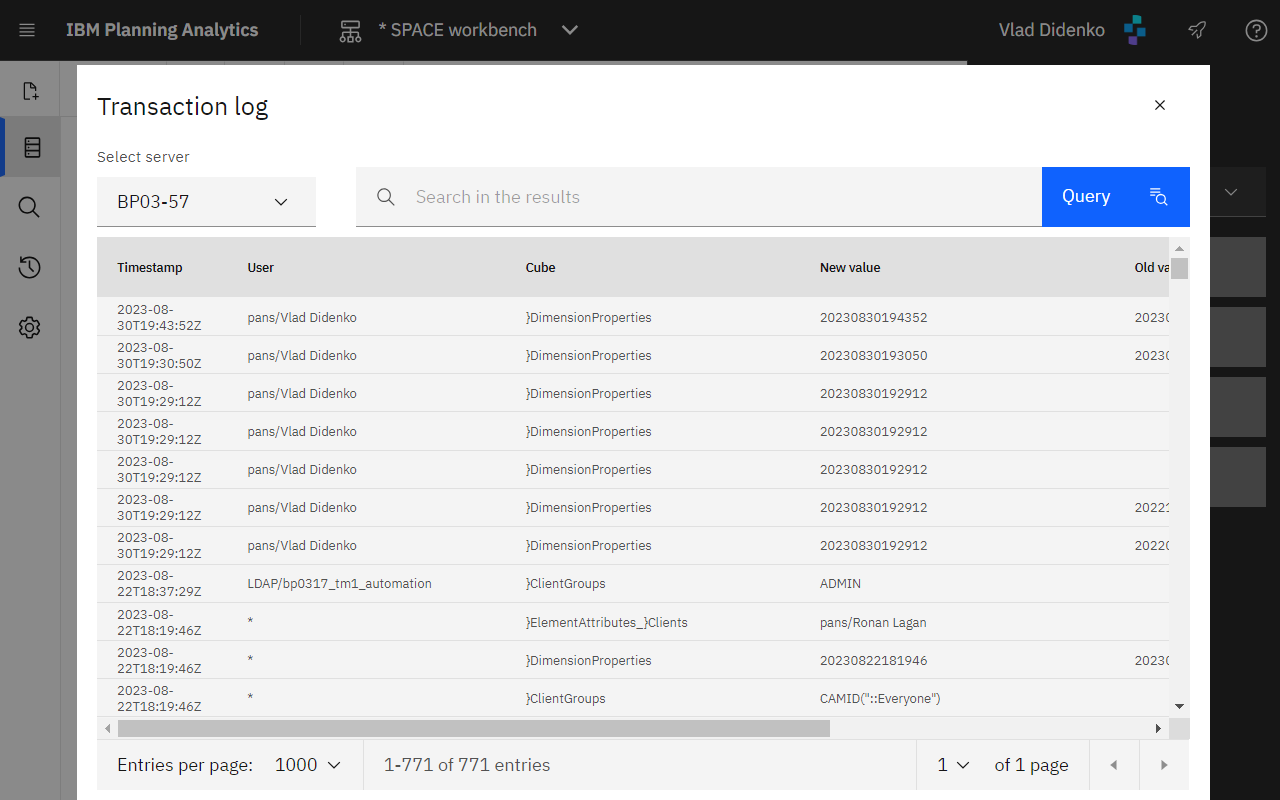 IBM Planning Analytics
* SPACE workbench
Vlad Didenko
Transaction log
Select server
BP03-57
Search in the results
Query
Timestamp User Cube New value Old va
2023-08-30T19:43:52Z pans/Vlad Didenko }DimensionProperties 20230830194352 20230
2023-08-30T19:30:50Z pans/Vlad Didenko }DimensionProperties 20230830193050 20230
2023-08-30T19:29:12Z pans/Vlad Didenko }DimensionProperties 20230830192912
2023-08-30T19:29:12Z pans/Vlad Didenko }DimensionProperties 20230830192912
2023-08-30T19:29:12Z pans/Vlad Didenko }DimensionProperties 20230830192912
2023-08-30T19:29:12Z pans/Vlad Didenko }DimensionProperties 20230830192912 20221
2023-08-30T19:29:12Z pans/Vlad Didenko }DimensionProperties 20230830192912 20220
2023-08-22T18:37:29Z LDAP/bp0317_tm1_automation }ClientGroups ADMIN
2023-08-22T18:19:46Z * }ElementAttributes_}Clients pans/Ronan Lagan
2023-08-22T18:19:46Z * }DimensionProperties 20230822181946 20230
2023-08-22T18:19:46Z * }ClientGroups CAMID("::Everyone")
Entries per page: 1000 1-771 of 771 entries 1 of 1 page